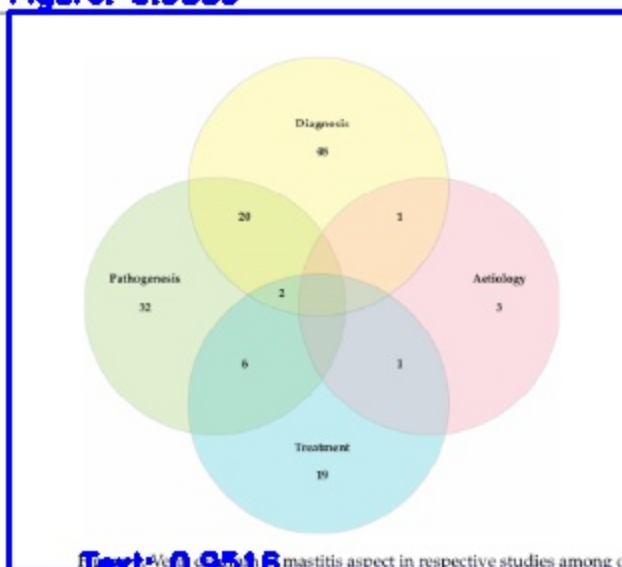 Diagnosis
48
20
1
Pathogenesis
32
2
Aetiology
3
6
1
Treatment
19
Text: 0.9516
mastitis aspect in respective studies among